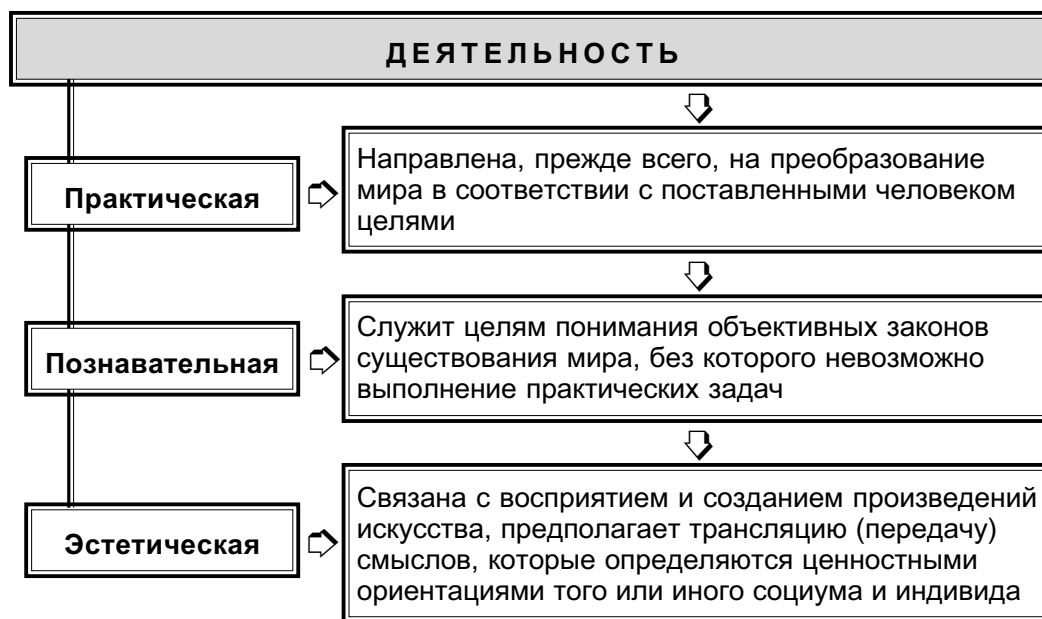 ДЕЯТЕЛЬНОСТЬ
Практическая
Направлена, прежде всего, на преобразование
мира в соответствии с поставленными человеком
целями
Познавательная
Служит целям понимания объективных законов
существования мира, без которого невозможно
выполнение практических задач
Эстетическая
Связана с восприятием и созданием произведений
искусства, предполагает трансляцию (передачу)
смыслов, которые определяются ценностными
ориентациями того или иного социума и индивида